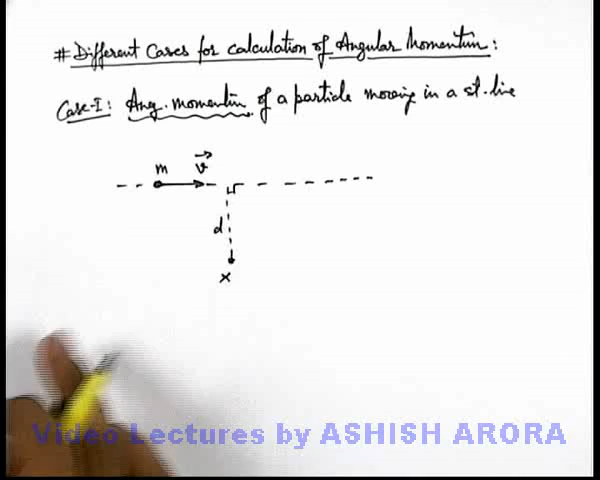 # Different Cases for Calculation of Angular Momentum:
Case-I: Ang. momentum of a particle moving in a st. line
m v
d
x
Video Lectures by ASHISH ARORA